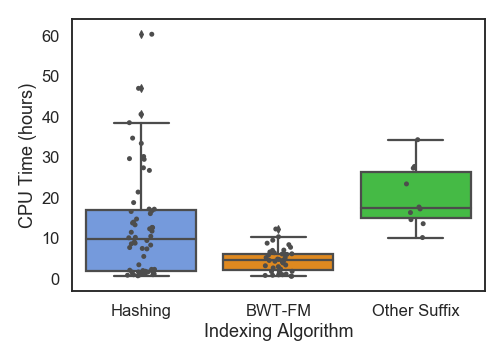 60
50
40
30
20
10
0
CPU Time (hours)
Hashing
BWT-FM
Other Suffix
Indexing Algorithm